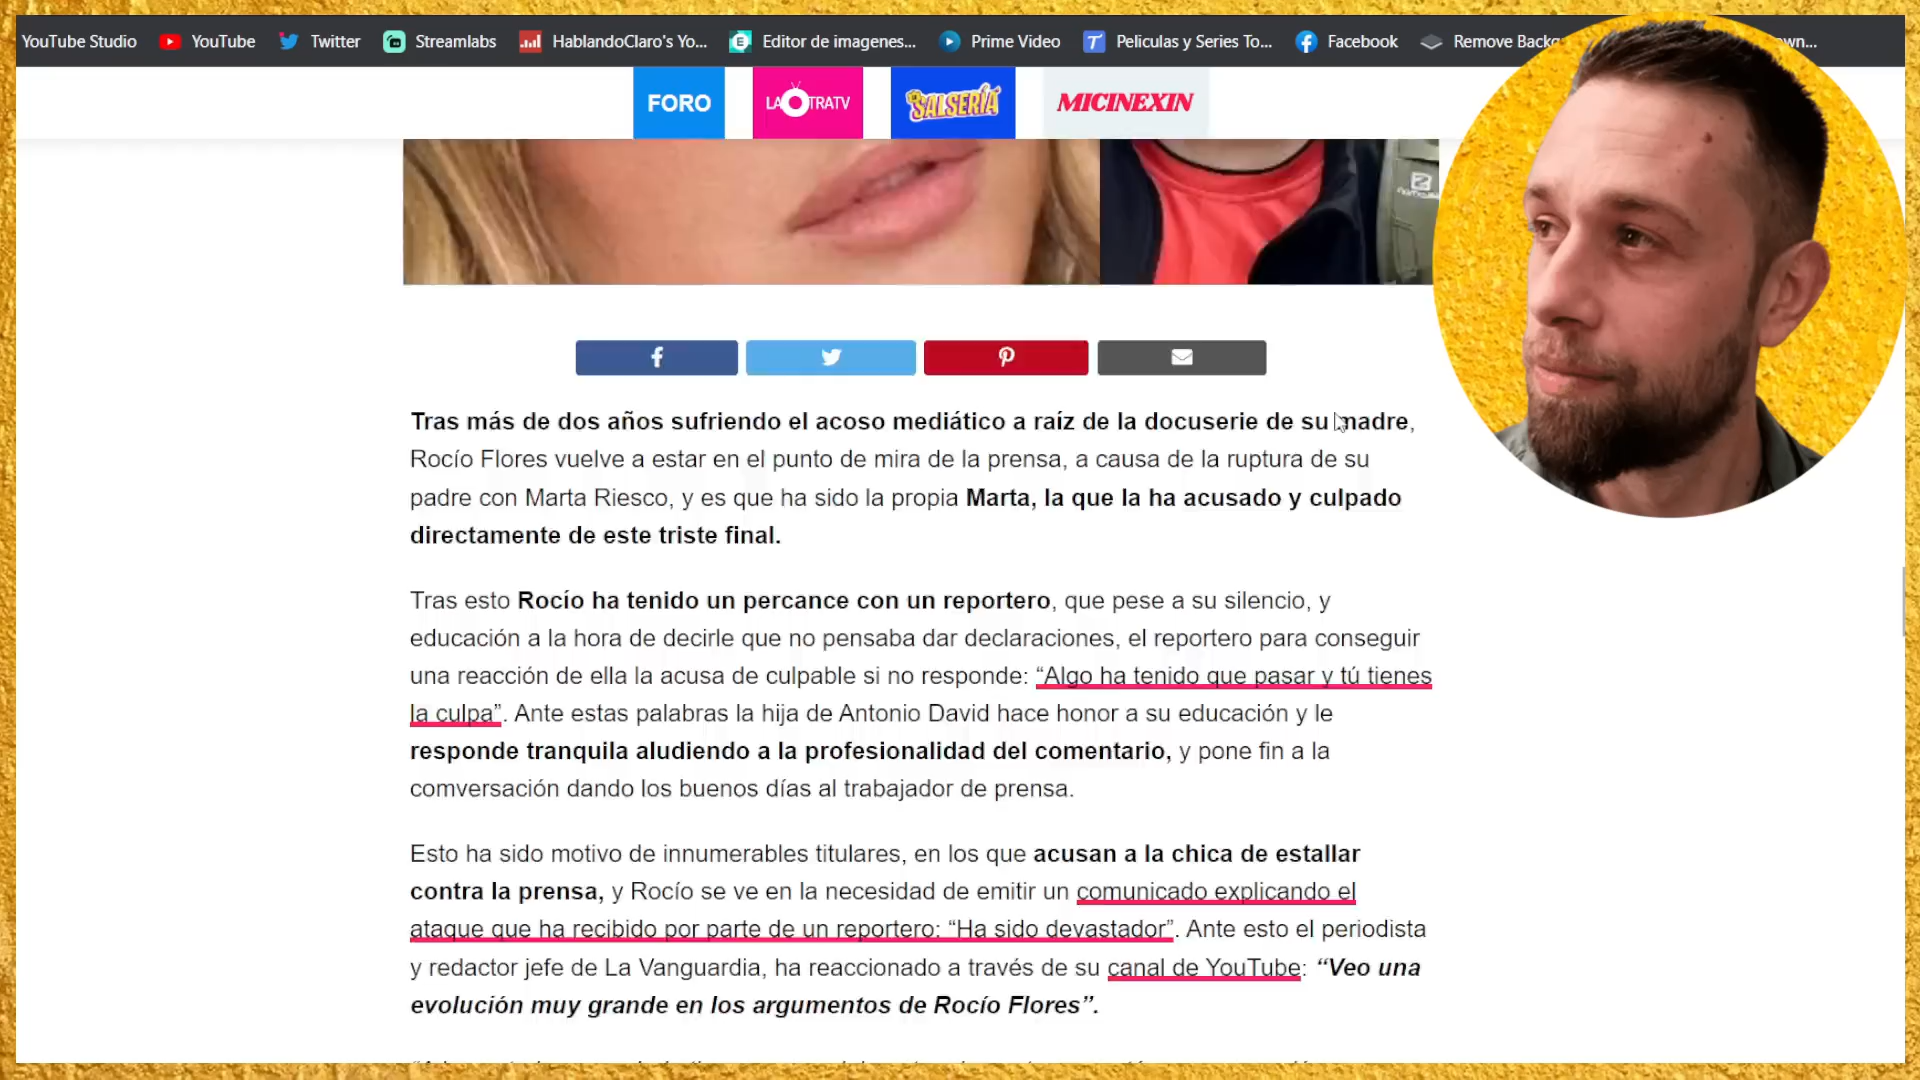 YouTube Studio YouTube Twitter Streamlabs HablandoClaro's Yo... Editor de imagenes... Prime Video Peliculas y Series To... Facebook Remove Backg own...
FORO LA OTRATV SALSERÍA MICINEXIN
Tras más de dos años sufriendo el acoso mediático a raíz de la docuserie de su madre,
Rocío Flores vuelve a estar en el punto de mira de la prensa, a causa de la ruptura de su
padre con Marta Riesco, y es que ha sido la propia Marta, la que la ha acusado y culpado
directamente de este triste final.
Tras esto Rocío ha tenido un percance con un reportero, que pese a su silencio, y
educación a la hora de decirle que no pensaba dar declaraciones, el reportero para conseguir
una reacción de ella la acusa de culpable si no responde: “Algo ha tenido que pasar y tú tienes
la culpa”. Ante estas palabras la hija de Antonio David hace honor a su educación y le
responde tranquila aludiendo a la profesionalidad del comentario, y pone fin a la
comversación dando los buenos días al trabajador de prensa.
Esto ha sido motivo de innumerables titulares, en los que acusan a la chica de estallar
contra la prensa, y Rocío se ve en la necesidad de emitir un comunicado explicando el
ataque que ha recibido por parte de un reportero: “Ha sido devastador”. Ante esto el periodista
y redactor jefe de La Vanguardia, ha reaccionado a través de su canal de YouTube: “Veo una
evolución muy grande en los argumentos de Rocío Flores”.